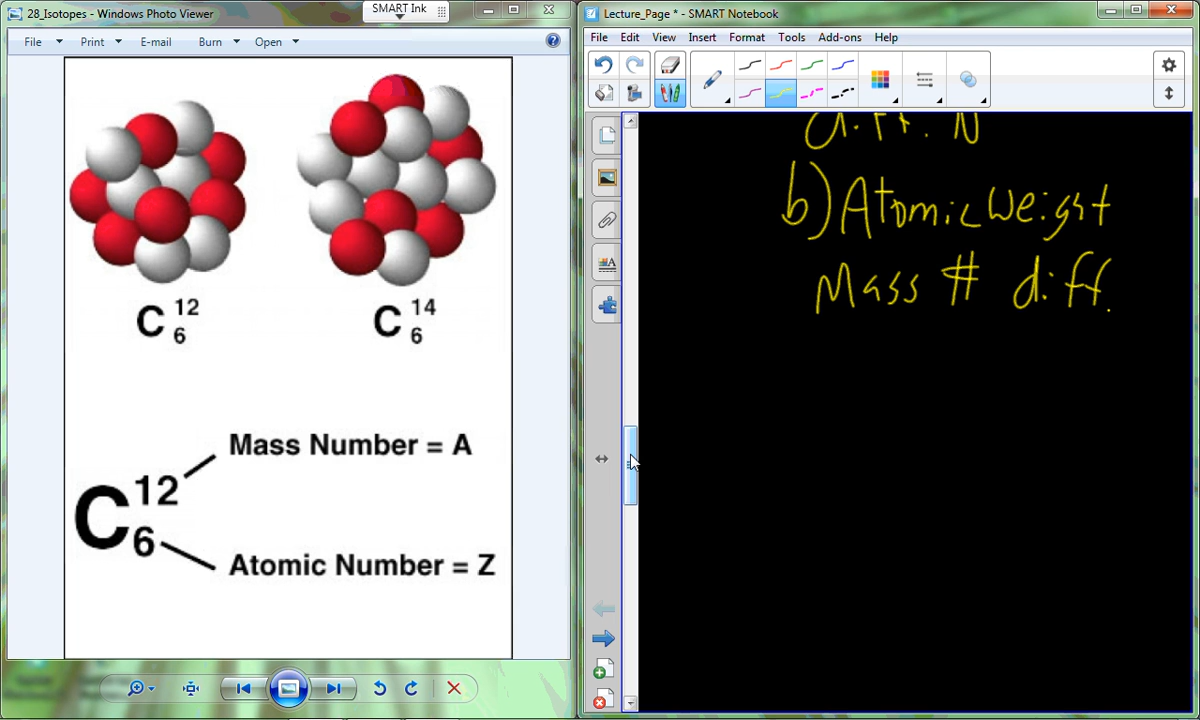 28_Isotopes - Windows Photo Viewer
SMART Ink
File Print E-mail Burn Open
C 12 6
C 14 6
Mass Number = A
C 12 6
Atomic Number = Z
Lecture_Page * - SMART Notebook
File Edit View Insert Format Tools Add-ons Help
diff. N
b) Atomic Weight
Mass # diff.